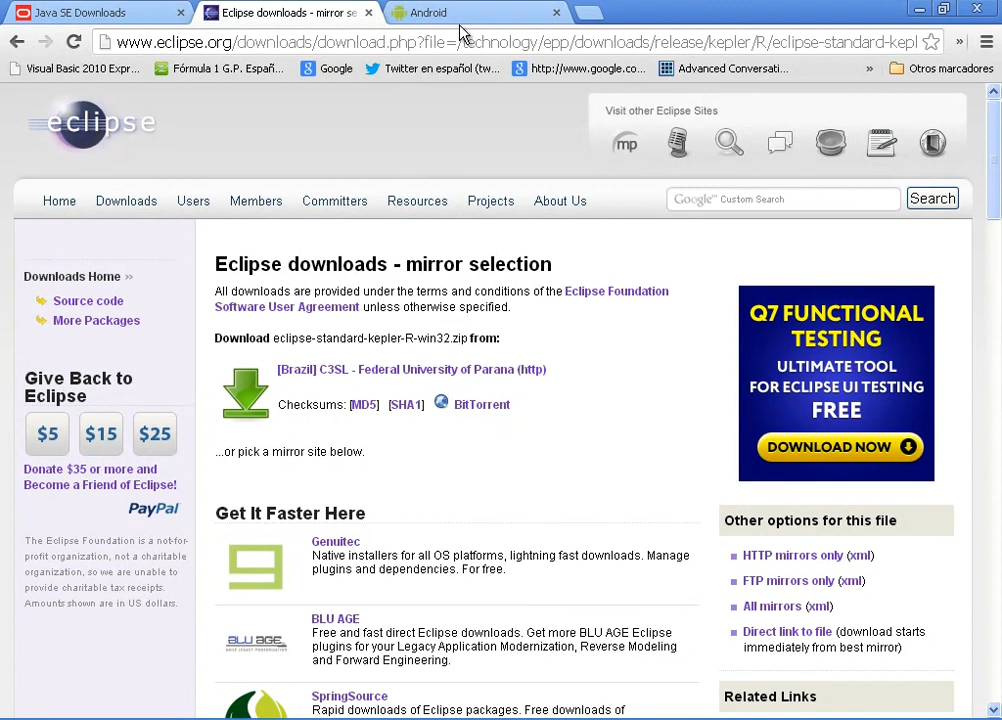 Java SE Downloads
Eclipse downloads - mirror se
Android
www.eclipse.org/downloads/download.php?file=/technology/epp/downloads/release/kepler/R/eclipse-standard-kepl
Visual Basic 2010 Expr...
Fórmula 1 G.P. Españ...
Google
Twitter en español (tw...
http://www.google.co...
Advanced Conversati...
»
Otros marcadores
eclipse
Visit other Eclipse Sites
mp
Home
Downloads
Users
Members
Committers
Resources
Projects
About Us
Google™ Custom Search
Search
Downloads Home »
Source code
More Packages
Give Back to
Eclipse
$5
$15
$25
Donate $35 or more and
Become a Friend of Eclipse!
PayPal
The Eclipse Foundation is a not-for-
profit organization, not a charitable
organization, so we are unable to
provide charitable tax receipts.
Amounts shown are in US dollars.
Eclipse downloads - mirror selection
All downloads are provided under the terms and conditions of the Eclipse Foundation
Software User Agreement unless otherwise specified.
Download eclipse-standard-kepler-R-win32.zip from:
[Brazil] C3SL - Federal University of Parana (http)
Checksums: [MD5] [SHA1] BitTorrent
...or pick a mirror site below.
Get It Faster Here
Genuitec
Native installers for all OS platforms, lightning fast downloads. Manage
plugins and dependencies. For free.
BLU AGE
BLU AGE
Free and fast direct Eclipse downloads. Get more BLU AGE Eclipse
plugins for your Legacy Application Modernization, Reverse Modeling
and Forward Engineering.
SpringSource
Rapid downloads of Eclipse packages. Free downloads of
Q7 FUNCTIONAL
TESTING
ULTIMATE TOOL
FOR ECLIPSE UI TESTING
FREE
DOWNLOAD NOW
Other options for this file
HTTP mirrors only (xml)
FTP mirrors only (xml)
All mirrors (xml)
Direct link to file (download starts
immediately from best mirror)
Related Links